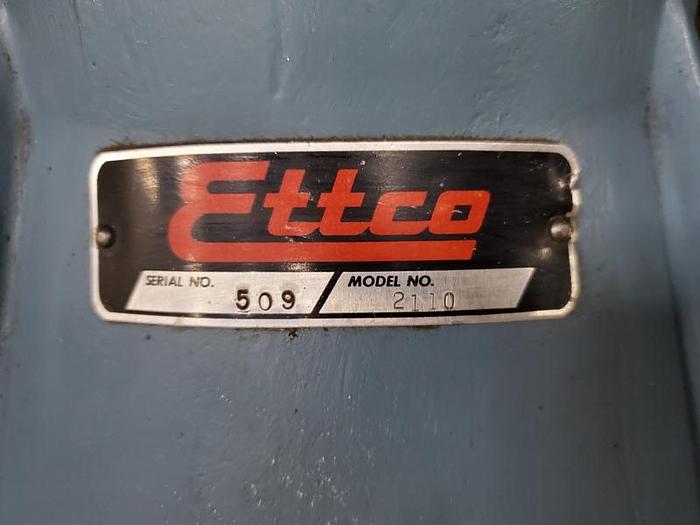 Ettco
SERIAL NO. 509 MODEL NO. 2110